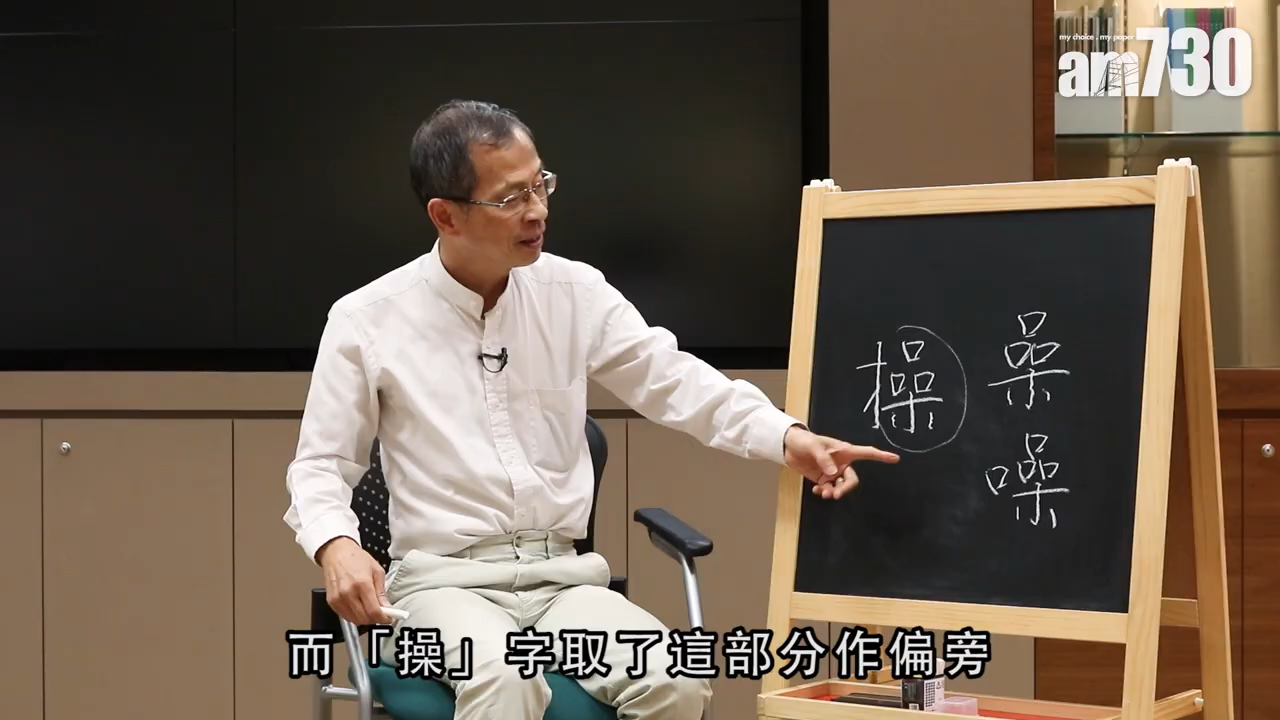 my choice . my paper
am730
操
喿
噪
而「操」字取了這部分作偏旁